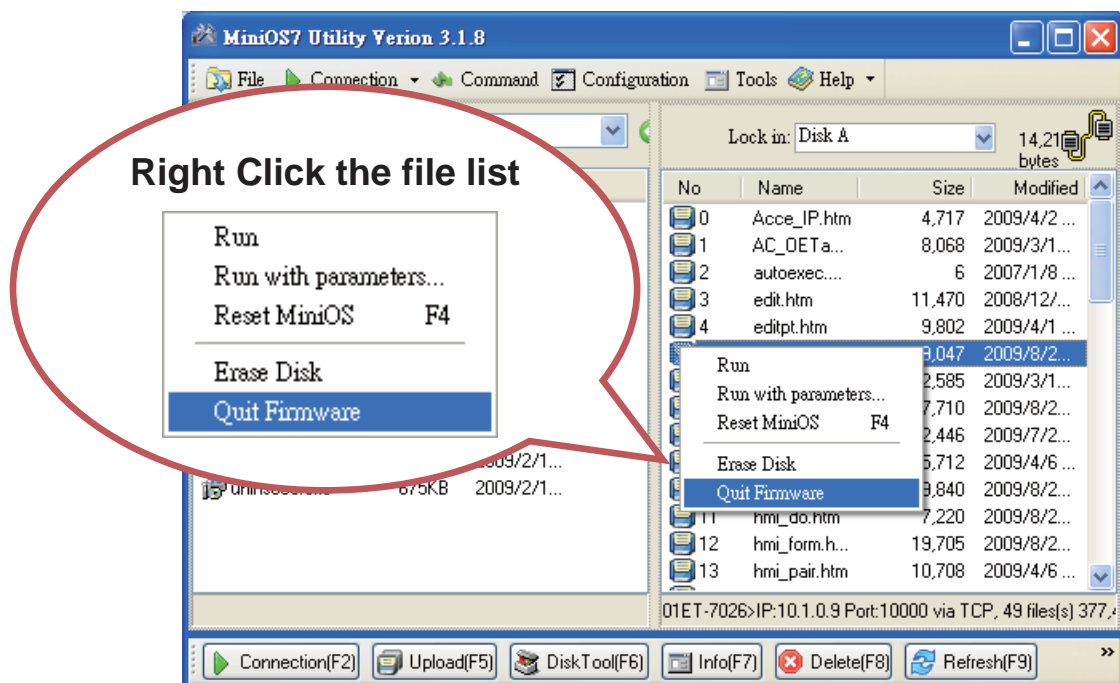 MiniOS7 Utility Verion 3.1.8
File Connection Command Configuration Tools Help
Right Click the file list
Run
Run with parameters...
Reset MiniOS F4
Erase Disk
Quit Firmware
2009/2/1...
675KB 2009/2/1...
Lock in: Disk A
14,21
bytes
No Name Size Modified
0 Acce_IP.htm 4,717 2009/4/2 ...
1 AC_OETa... 8,068 2009/3/1...
2 autoexec.... 6 2007/1/8 ...
3 edit.htm 11,470 2008/12/...
4 editpt.htm 9,802 2009/4/1 ...
9,047 2009/8/2...
2,585 2009/3/1...
7,710 2009/8/2...
2,446 2009/7/2...
5,712 2009/4/6 ...
9,840 2009/8/2...
11 hmi_do.htm 7,220 2009/8/2...
12 hmi_form.h... 19,705 2009/8/2...
13 hmi_pair.htm 10,708 2009/4/6 ...
Run
Run with parameters...
Reset MiniOS F4
Erase Disk
Quit Firmware
01ET-7026>IP:10.1.0.9 Port:10000 via TCP, 49 files(s) 377,4
Connection(F2) Upload(F5) DiskTool(F6) Info(F7) Delete(F8) Refresh(F9) »